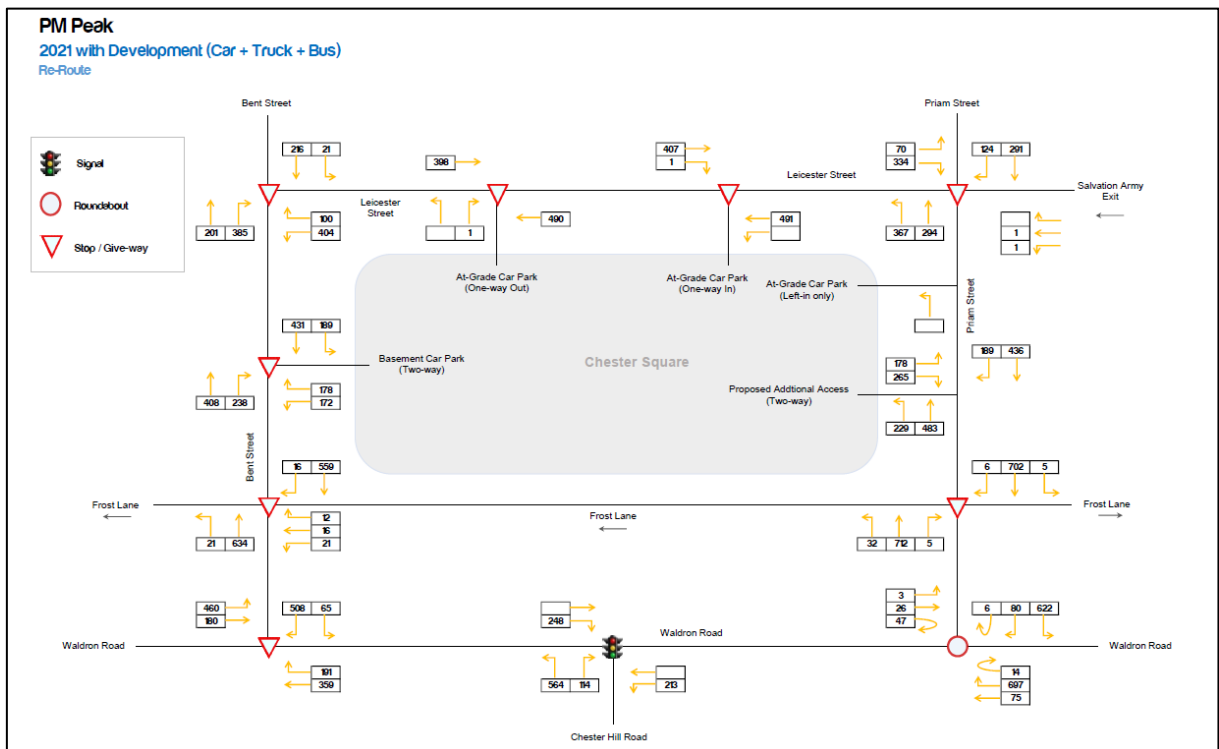 PM Peak
2021 with Development (Car + Truck + Bus)
Re-Route
Bent Street
Priam Street
Signal
Roundebout
Stop / Give-way
216 21
398
407
1
70
334
124 291
Leicester Street
Salvation Army
Exit
201 385
100
404
Leicester
Street
1
490
491
367 294
1
1
At-Grade Car Park
(One-way Out)
At-Grade Car Park
(One-way In)
At-Grade Car Park
(Left-in only)
Priam Street
431 189
Basement Car Park
(Two-way)
Chester Square
178
265
189 436
408 238
178
172
Proposed Addtional Access
(Two-way)
229 483
Bent Street
16 559
6 702 5
Frost Lane
Frost Lane
Frost Lane
21 634
12
16
21
32 712 5
460
180
508 65
248
3
26
47
6 80 622
Waldron Road
Waldron Road
Waldron Road
191
359
564 114
213
14
697
75
Chester Hill Road